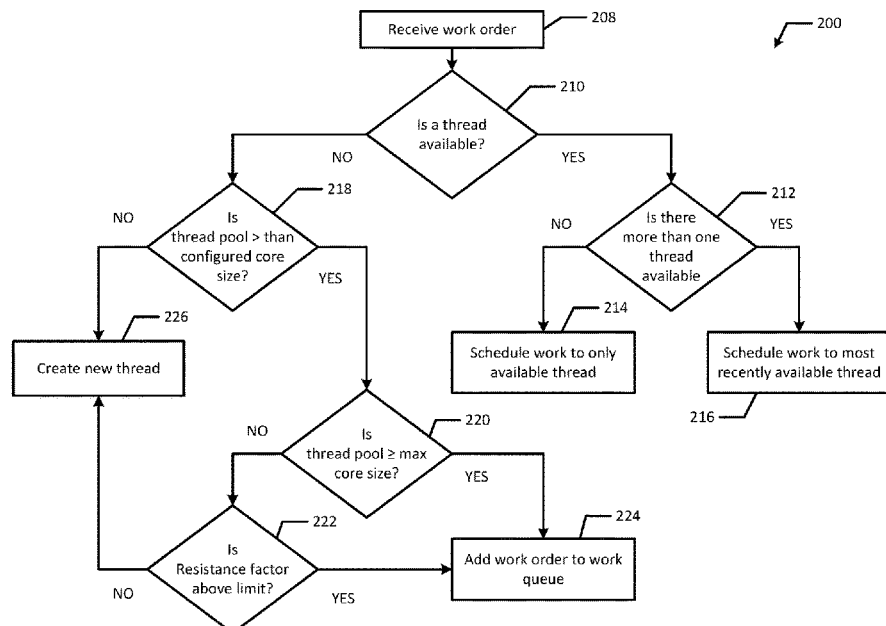 Receive work order
208
200
210
Is a thread
available?
NO
YES
218
212
Is
thread pool > than
configured core
size?
NO
YES
Is there
more than one
thread
available
NO
YES
226
Create new thread
214
Schedule work to only
available thread
Schedule work to most
recently available thread
216
220
Is
thread pool ≥ max
core size?
NO
YES
222
Is
Resistance factor
above limit?
NO
YES
224
Add work order to work
queue